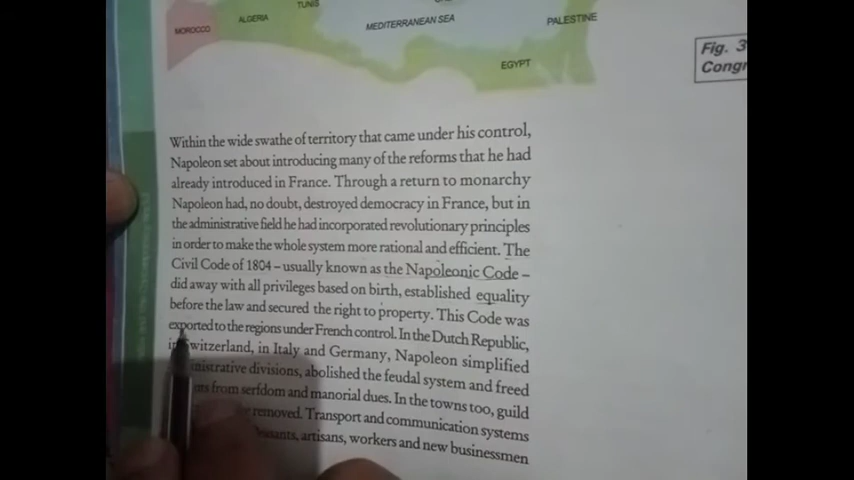 TUNIS
MOROCCO
ALGERIA
MEDITERRANEAN SEA
PALESTINE
EGYPT
Fig. 3
Congr
Within the wide swathe of territory that came under his control,
Napoleon set about introducing many of the reforms that he had
already introduced in France. Through a return to monarchy
Napoleon had, no doubt, destroyed democracy in France, but in
the administrative field he had incorporated revolutionary principles
in order to make the whole system more rational and efficient. The
Civil Code of 1804 – usually known as the Napoleonic Code –
did away with all privileges based on birth, established equality
before the law and secured the right to property. This Code was
exported to the regions under French control. In the Dutch Republic,
in Switzerland, in Italy and Germany, Napoleon simplified
divisions, abolished the feudal system and freed
from serfdom and manorial dues. In the towns too, guild
removed. Transport and communication systems
artisans, workers and new businessmen